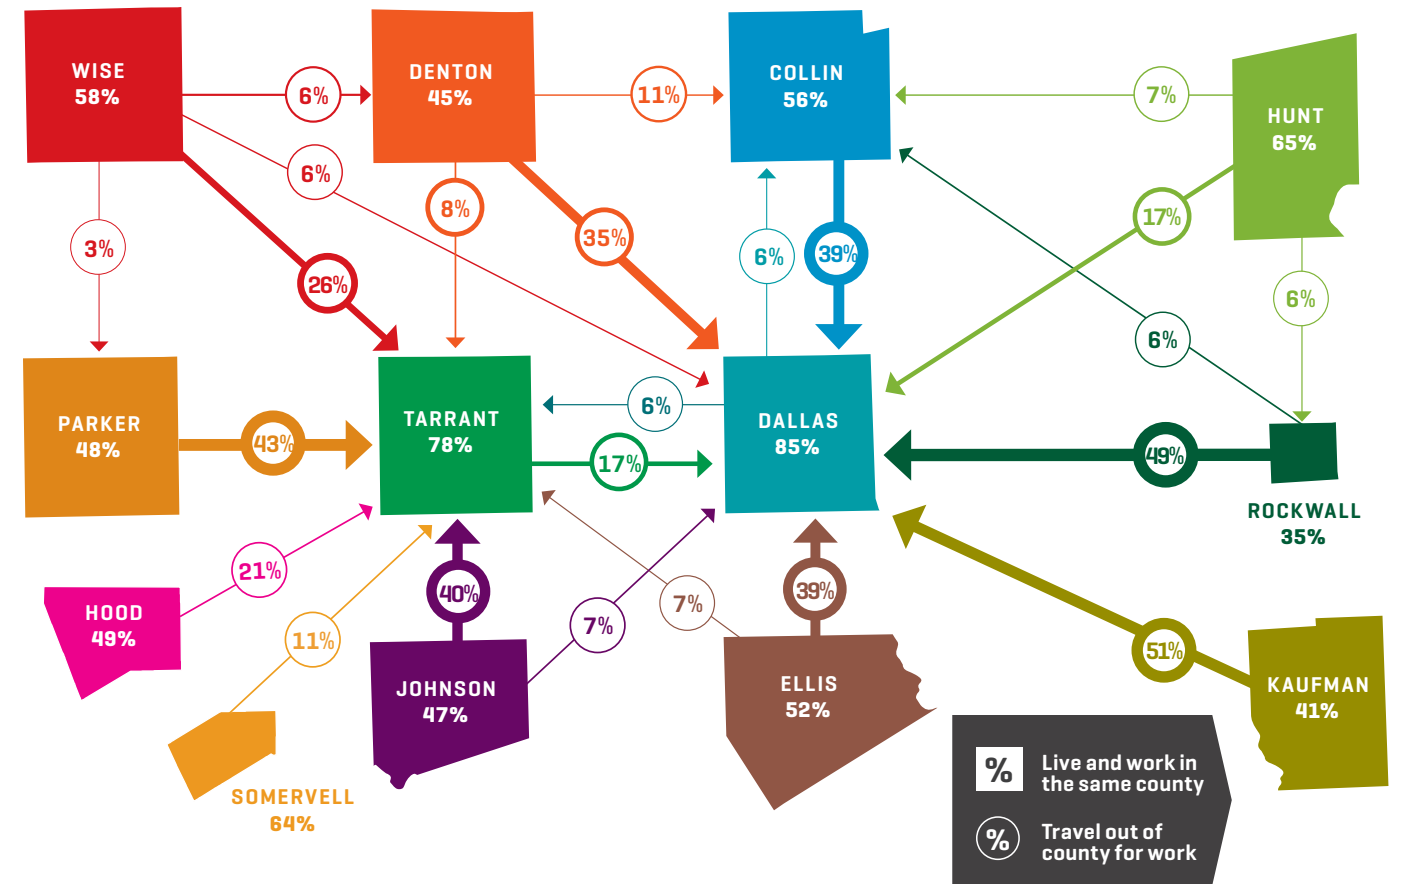 WISE
58%
6%
DENTON
45%
11%
COLLIN
56%
7%
HUNT
65%
6%
3%
26%
8%
35%
6%
39%
17%
6%
6%
PARKER
48%
43%
TARRANT
78%
6%
17%
DALLAS
85%
49%
ROCKWALL
35%
21%
HOOD
49%
11%
SOMERVELL
64%
40%
JOHNSON
47%
7%
7%
39%
ELLIS
52%
51%
KAUFMAN
41%
% Live and work in
the same county
% Travel out of
county for work